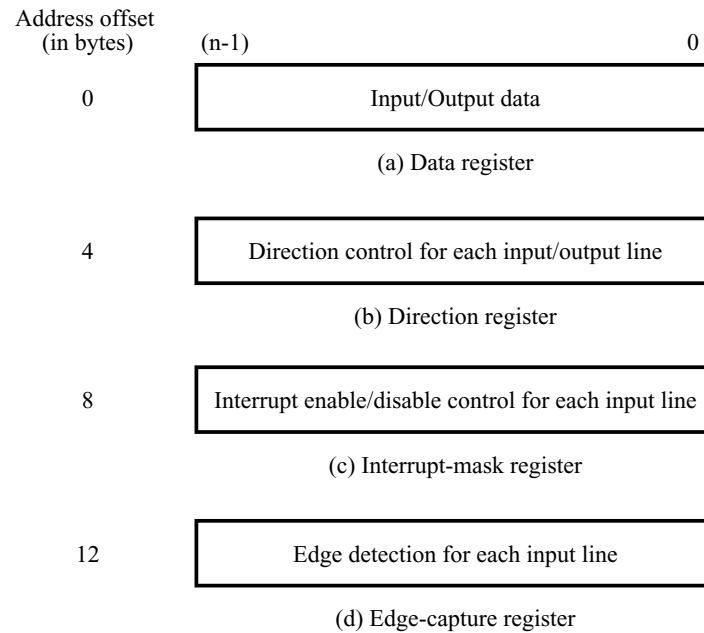 Address offset
(in bytes) (n-1) 0
0 Input/Output data
(a) Data register
4 Direction control for each input/output line
(b) Direction register
8 Interrupt enable/disable control for each input line
(c) Interrupt-mask register
12 Edge detection for each input line
(d) Edge-capture register